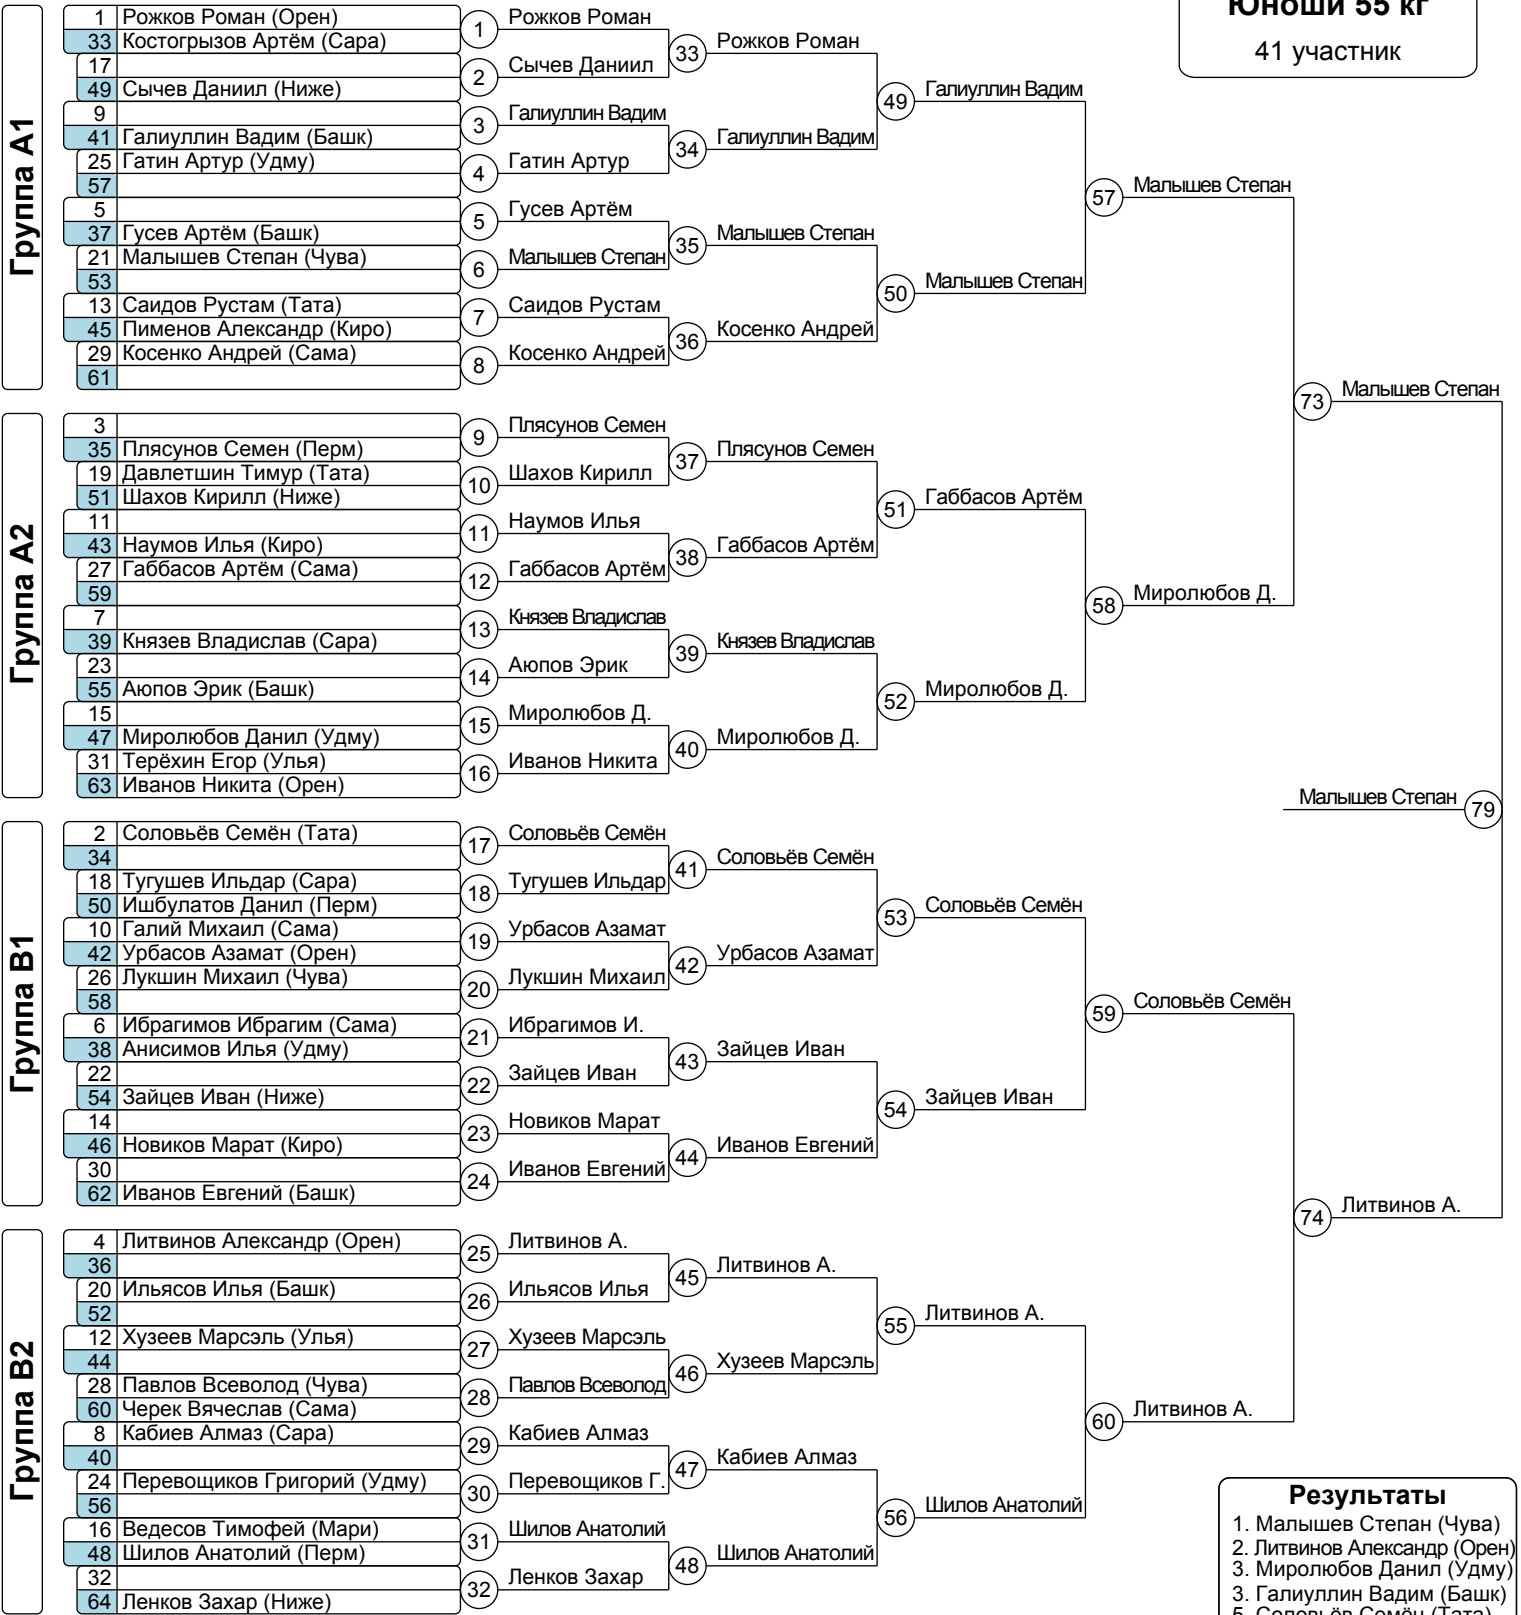 Юноши 55 кг
41 участник
Группа A1
1 Рожков Роман (Орен)
33 Костогрызов Артём (Сара)
17
49 Сычев Даниил (Ниже)
9
41 Галиуллин Вадим (Башк)
25 Гатин Артур (Удму)
57
5
37 Гусев Артём (Башк)
21 Малышев Степан (Чува)
53
13 Саидов Рустам (Тата)
45 Пименов Александр (Киро)
29 Косенко Андрей (Сама)
61
Группа A2
3
35 Плясунов Семен (Перм)
19 Давлетшин Тимур (Тата)
51 Шахов Кирилл (Ниже)
11
43 Наумов Илья (Киро)
27 Габбасов Артём (Сама)
59
7
39 Князев Владислав (Сара)
23
55 Аюпов Эрик (Башк)
15
47 Миролюбов Данил (Удму)
31 Терёхин Егор (Улья)
63 Иванов Никита (Орен)
Группа B1
2 Соловьёв Семён (Тата)
34
18 Тугушев Ильдар (Сара)
50 Ишбулатов Данил (Перм)
10 Галий Михаил (Сама)
42 Урбасов Азамат (Орен)
26 Лукшин Михаил (Чува)
58
6 Ибрагимов Ибрагим (Сама)
38 Анисимов Илья (Удму)
22
54 Зайцев Иван (Ниже)
14
46 Новиков Марат (Киро)
30
62 Иванов Евгений (Башк)
Группа B2
4 Литвинов Александр (Орен)
36
20 Ильясов Илья (Башк)
52
12 Хузеев Марсэль (Улья)
44
28 Павлов Всеволод (Чува)
60 Черек Вячеслав (Сама)
8 Кабиев Алмаз (Сара)
40
24 Перевощиков Григорий (Удму)
56
16 Ведесов Тимофей (Мари)
48 Шилов Анатолий (Перм)
32
64 Ленков Захар (Ниже)
1 Рожков Роман
2 Сычев Даниил
3 Галиуллин Вадим
4 Гатин Артур
5 Гусев Артём
6 Малышев Степан
7 Саидов Рустам
8 Косенко Андрей
9 Плясунов Семен
10 Шахов Кирилл
11 Наумов Илья
12 Габбасов Артём
13 Князев Владислав
14 Аюпов Эрик
15 Миролюбов Д.
16 Иванов Никита
17 Соловьёв Семён
18 Тугушев Ильдар
19 Урбасов Азамат
20 Лукшин Михаил
21 Ибрагимов И.
22 Зайцев Иван
23 Новиков Марат
24 Иванов Евгений
25 Литвинов А.
26 Ильясов Илья
27 Хузеев Марсэль
28 Павлов Всеволод
29 Кабиев Алмаз
30 Перевощиков Г.
31 Шилов Анатолий
32 Ленков Захар
33 Рожков Роман
34 Галиуллин Вадим
35 Малышев Степан
36 Косенко Андрей
37 Плясунов Семен
38 Габбасов Артём
39 Князев Владислав
40 Миролюбов Д.
41 Соловьёв Семён
42 Урбасов Азамат
43 Зайцев Иван
44 Иванов Евгений
45 Литвинов А.
46 Хузеев Марсэль
47 Кабиев Алмаз
48 Шилов Анатолий
49 Галиуллин Вадим
50 Малышев Степан
51 Габбасов Артём
52 Миролюбов Д.
53 Соловьёв Семён
54 Зайцев Иван
55 Литвинов А.
56 Шилов Анатолий
57 Малышев Степан
58 Миролюбов Д.
59 Соловьёв Семён
60 Литвинов А.
73 Малышев Степан
74 Литвинов А.
Малышев Степан 79
Результаты
1. Малышев Степан (Чува)
2. Литвинов Александр (Орен)
3. Миролюбов Данил (Удму)
3. Галиуллин Вадим (Башк)
5. Соловьёв Семён (Тата)